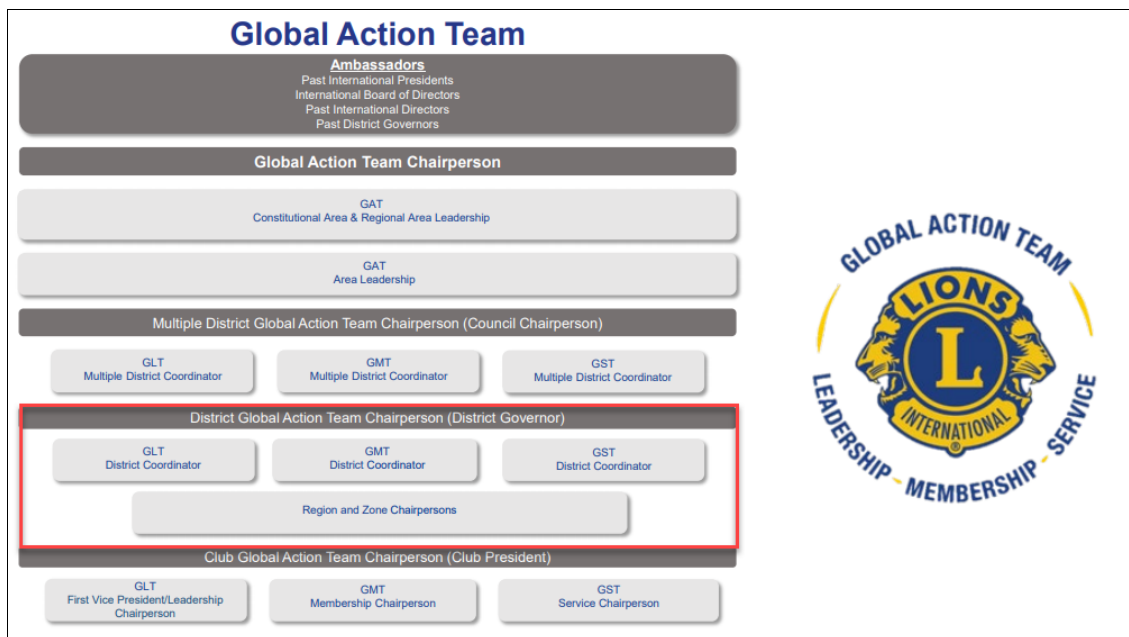 Global Action Team
Ambassadors
Past International Presidents
International Board of Directors
Past International Directors
Past District Governors
Global Action Team Chairperson
GAT
Constitutional Area & Regional Area Leadership
GAT
Area Leadership
Multiple District Global Action Team Chairperson (Council Chairperson)
GLT
Multiple District Coordinator
GMT
Multiple District Coordinator
GST
Multiple District Coordinator
District Global Action Team Chairperson (District Governor)
GLT
District Coordinator
GMT
District Coordinator
GST
District Coordinator
Region and Zone Chairpersons
Club Global Action Team Chairperson (Club President)
GLT
First Vice President/Leadership
Chairperson
GMT
Membership Chairperson
GST
Service Chairperson
GLOBAL ACTION TEAM
LIONS
L
INTERNATIONAL
®
LEADERSHIP - MEMBERSHIP - SERVICE